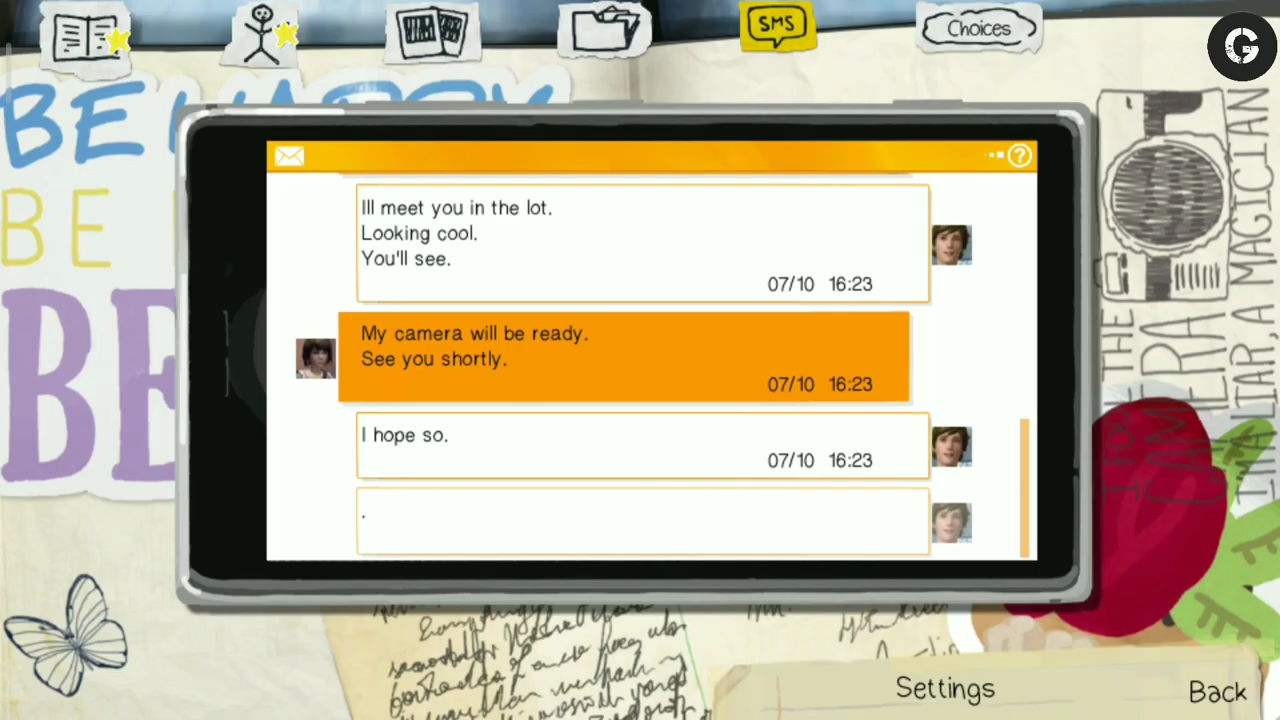 SMS
Choices
G
BE HAPPY
BE
BE
Ill meet you in the lot.
Looking cool.
You'll see.
07/10 16:23
My camera will be ready.
See you shortly.
07/10 16:23
I hope so.
07/10 16:23
.
THE
CAMERA
I'M A LIAR, A MAGICIAN
Settings
Back